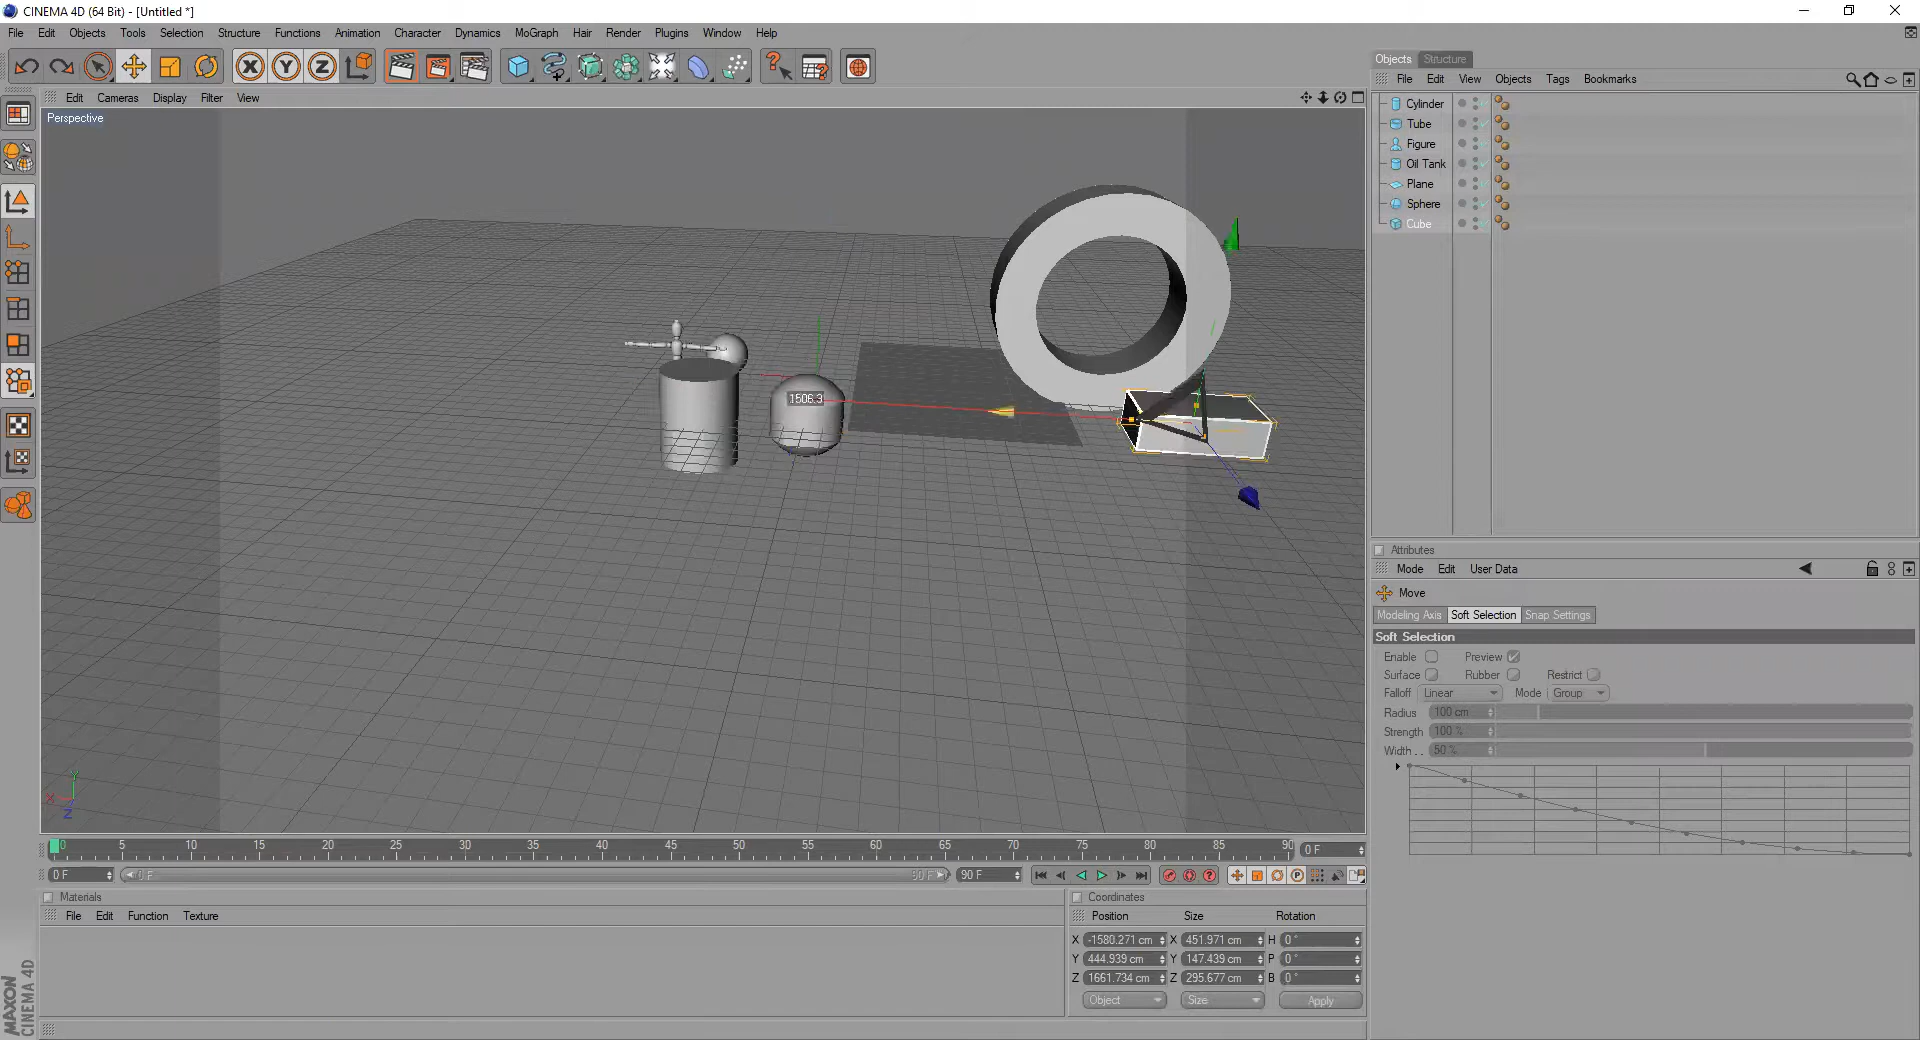 CINEMA 4D (64 Bit) - [Untitled *]
File Edit Objects Tools Selection Structure Functions Animation Character Dynamics MoGraph Hair Render Plugins Window Help
Edit Cameras Display Filter View
Perspective
1506.3
Y
X
Z
0 5 10 15 20 25 30 35 40 45 50 55 60 65 70 75 80 85 90
0 F
0 F 0 F 90 F 90 F
Materials
File Edit Function Texture
Coordinates
Position Size Rotation
X -1580.271 cm X 451.971 cm H 0 °
Y 444.939 cm Y 147.439 cm P 0 °
Z 1661.734 cm Z 295.677 cm B 0 °
Object Size Apply
MAXON
CINEMA 4D
Objects Structure
File Edit View Objects Tags Bookmarks
Cylinder
Tube
Figure
Oil Tank
Plane
Sphere
Cube
Attributes
Mode Edit User Data
Move
Modeling Axis Soft Selection Snap Settings
Soft Selection
Enable Preview
Surface Rubber Restrict
Falloff Linear Mode Group
Radius 100 cm
Strength 100 %
Width . . 50 %